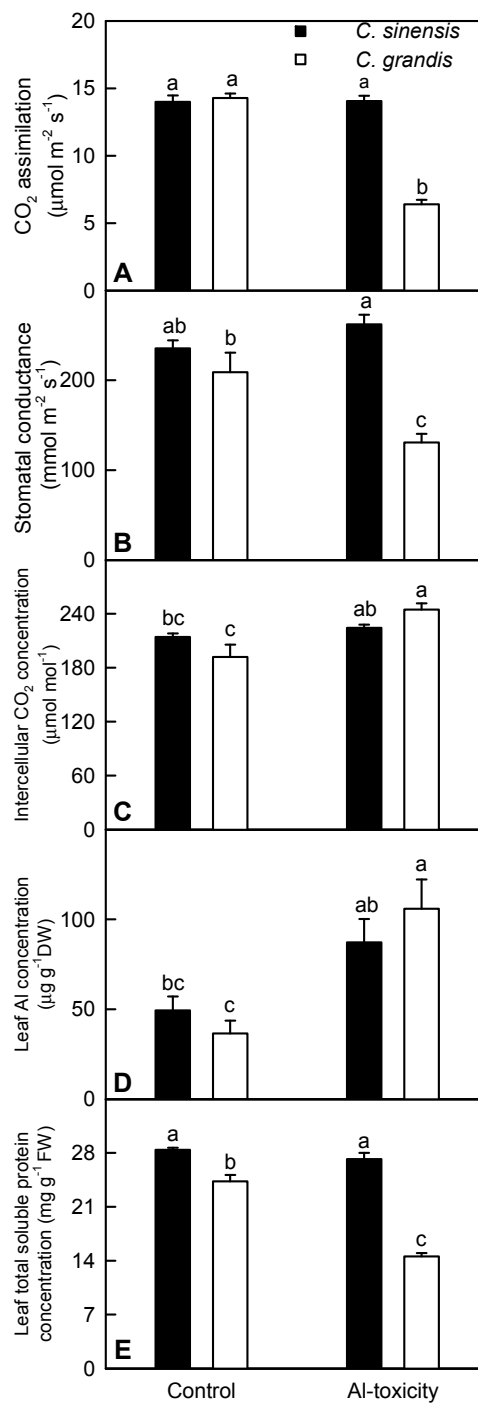 C. sinensis
C. grandis
CO₂ assimilation
(μmol m⁻² s⁻¹)
20
15
10
5
0
a
a
a
b
A
Stomatal conductance
(mmol m⁻² s⁻¹)
200
100
0
ab
b
a
c
B
Intercellular CO₂ concentration
(μmol mol⁻¹)
240
180
120
60
0
bc
c
ab
a
C
Leaf Al concentration
(μg g⁻¹DW)
100
50
0
bc
c
ab
a
D
Leaf total soluble protein
concentration (mg g⁻¹ FW)
28
21
14
7
0
a
b
a
c
E
Control
Al-toxicity